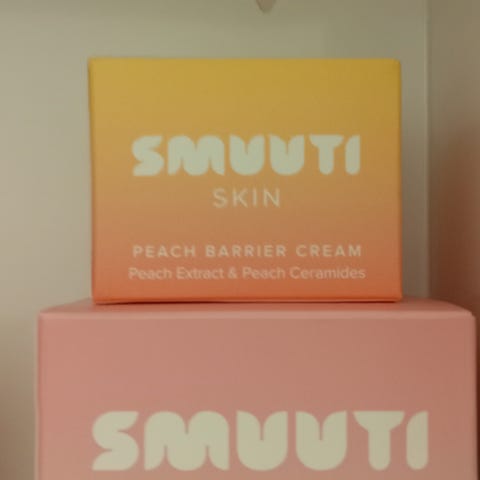 SMUUTI
SKIN
PEACH BARRIER CREAM
Peach Extract & Peach Ceramides
SMUUTI